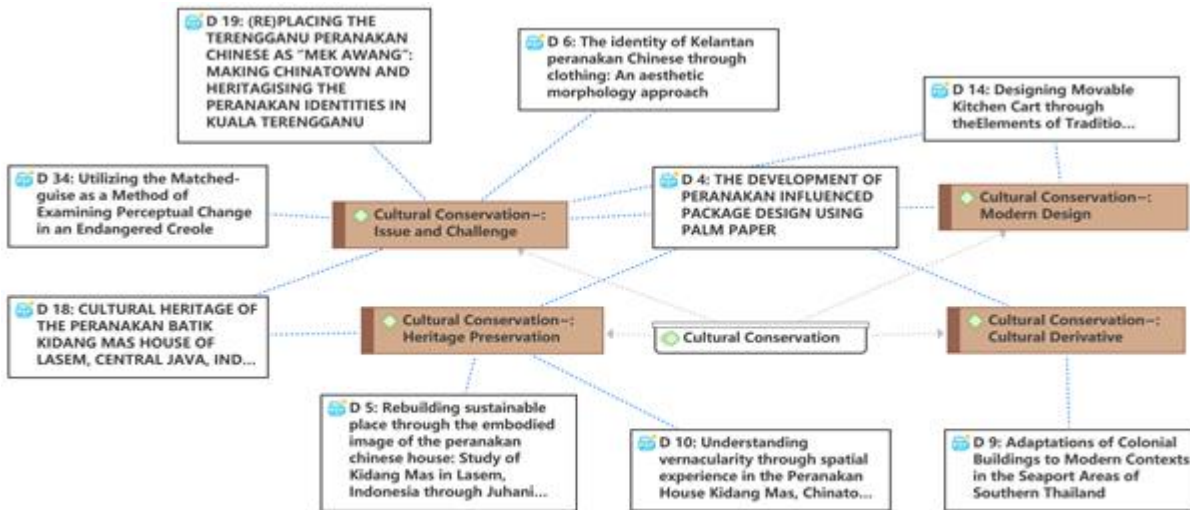 D 19: (RE)PLACING THE
TERENGGANU PERANAKAN
CHINESE AS "MEK AWANG":
MAKING CHINATOWN AND
HERITAGISING THE
PERANAKAN IDENTITIES IN
KUALA TERENGGANU
D 6: The identity of Kelantan
peranakan Chinese through
clothing: An aesthetic
morphology approach
D 14: Designing Movable
Kitchen Cart through
theElements of Traditio...
D 34: Utilizing the Matched-
guise as a Method of
Examining Perceptual Change
in an Endangered Creole
D 4: THE DEVELOPMENT OF
PERANAKAN INFLUENCED
PACKAGE DESIGN USING
PALM PAPER
Cultural Conservation~:
Issue and Challenge
Cultural Conservation~:
Modern Design
D 18: CULTURAL HERITAGE OF
THE PERANAKAN BATIK
KIDANG MAS HOUSE OF
LASEM, CENTRAL JAVA, IND...
Cultural Conservation~:
Heritage Preservation
Cultural Conservation
Cultural Conservation~:
Cultural Derivative
D 5: Rebuilding sustainable
place through the embodied
image of the peranakan
chinese house: Study of
Kidang Mas in Lasem,
Indonesia through Juhani...
D 10: Understanding
vernacularity through spatial
experience in the Peranakan
House Kidang Mas, Chinato...
D 9: Adaptations of Colonial
Buildings to Modern Contexts
in the Seaport Areas of
Southern Thailand